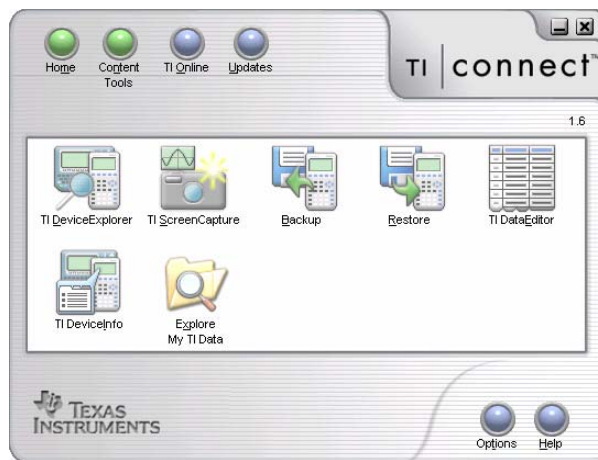 Home
Content
Tools
TI Online
Updates
TI connect™
1.6
TI DeviceExplorer
TI ScreenCapture
Backup
Restore
TI DataEditor
TI DeviceInfo
Explore
My TI Data
TEXAS
INSTRUMENTS
Options
Help